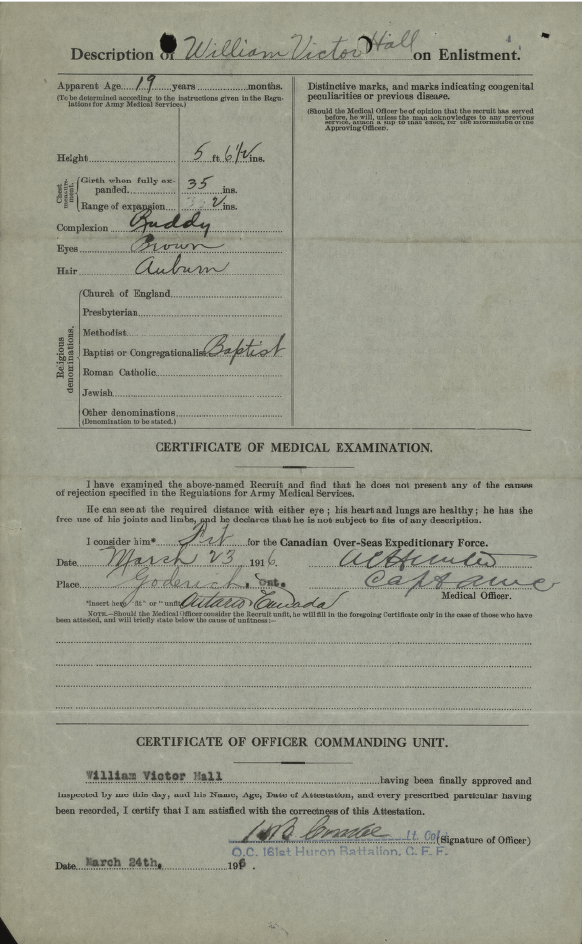 Description of William Victor Hall on Enlistment.
Apparent Age 19 years months.
(To be determined according to the instructions given in the Regulations for Army Medical Services.)
Height 5 ft. 6 1/2 ins.
Chest measurement.
Girth when fully expanded. 35 ins.
Range of expansion 2 ins.
Complexion Ruddy
Eyes Brown
Hair Auburn
Religious denominations.
Church of England
Presbyterian
Methodist
Baptist or Congregationalist Baptist
Roman Catholic
Jewish
Other denominations
(Denomination to be stated.)
Distinctive marks, and marks indicating congenital
peculiarities or previous disease.
(Should the Medical Officer be of opinion that the recruit has served
before, he will, unless the man acknowledges to any previous
service, attach a slip to that effect, for the information of the
Approving Officer).
CERTIFICATE OF MEDICAL EXAMINATION.
I have examined the above-named Recruit and find that he does not present any of the causes
of rejection specified in the Regulations for Army Medical Services.
He can see at the required distance with either eye ; his heart and lungs are healthy ; he has the
free use of his joints and limbs, and he declares that he is not subject to fits of any description.
I consider him* Fit for the Canadian Over-Seas Expeditionary Force.
Date March 23 1916.
Place Goderich, Ont. Capt amc
Medical Officer.
*Insert here "fit" or "unfit" Ontario Canada
NOTE.—Should the Medical Officer consider the Recruit unfit, he will fill in the foregoing Certificate only in the case of those who have
been attested, and will briefly state below the cause of unfitness:—
CERTIFICATE OF OFFICER COMMANDING UNIT.
William Victor Hall having been finally approved and
inspected by me this day, and his Name, Age, Date of Attestation, and every prescribed particular having
been recorded, I certify that I am satisfied with the correctness of this Attestation.
Lt. Col. (Signature of Officer)
O.C. 161st Huron Battalion, C. E. F.
Date March 24th, 1916.